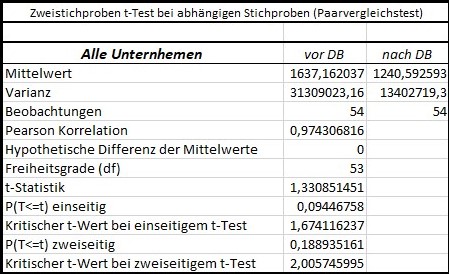 Zweistichproben t-Test bei abhängigen Stichproben (Paarvergleichstest)
Alle Unternhemen vor DB nach DB
Mittelwert 1637,162037 1240,592593
Varianz 31309023,16 13402719,3
Beobachtungen 54 54
Pearson Korrelation 0,974306816
Hypothetische Differenz der Mittelwerte 0
Freiheitsgrade (df) 53
t-Statistik 1,330851451
P(T<=t) einseitig 0,09446758
Kritischer t-Wert bei einseitigem t-Test 1,674116237
P(T<=t) zweiseitig 0,188935161
Kritischer t-Wert bei zweiseitigem t-Test 2,005745995